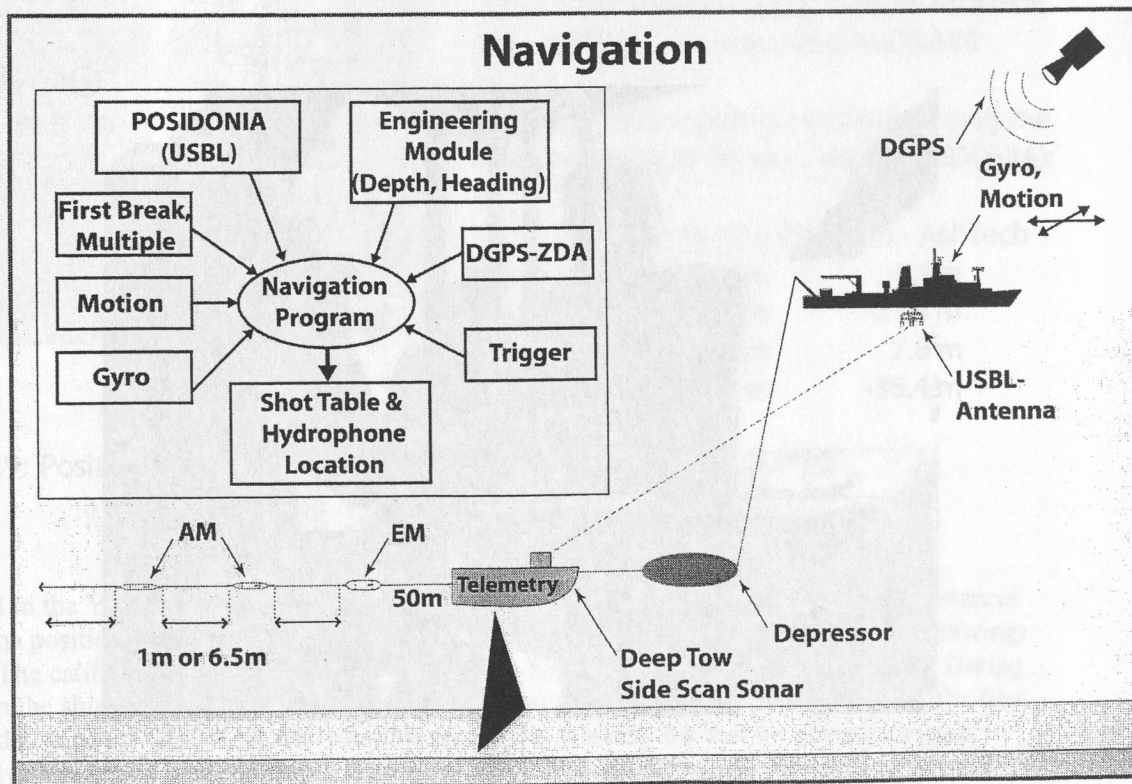 Navigation
POSIDONIA
(USBL)
Engineering
Module
(Depth, Heading)
First Break,
Multiple
DGPS-ZDA
Motion
Navigation
Program
Gyro
Trigger
Shot Table &
Hydrophone
Location
DGPS
Gyro,
Motion
USBL-
Antenna
AM
EM
Telemetry
50m
1m or 6.5m
Depressor
Deep Tow
Side Scan Sonar